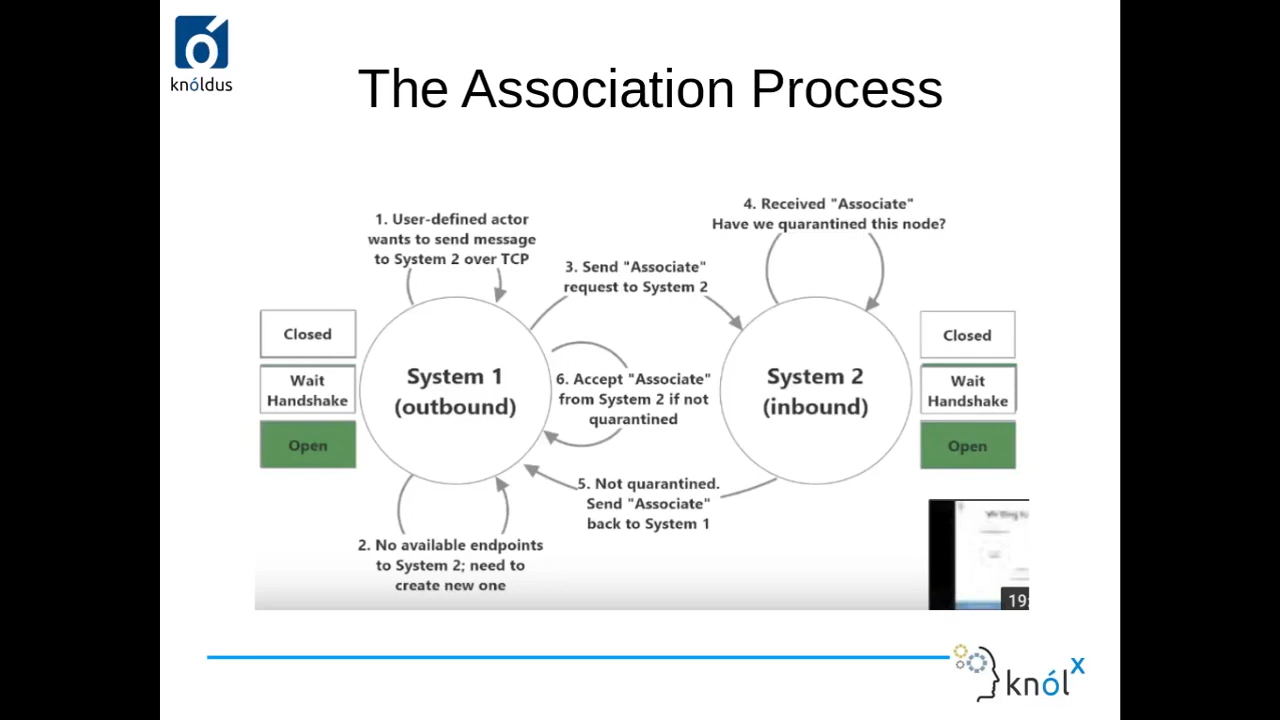 knóldus
The Association Process
1. User-defined actor
wants to send message
to System 2 over TCP
4. Received "Associate"
Have we quarantined this node?
3. Send "Associate"
request to System 2
Closed
Wait
Handshake
Open
System 1
(outbound)
6. Accept "Associate"
from System 2 if not
quarantined
System 2
(inbound)
Closed
Wait
Handshake
Open
5. Not quarantined.
Send "Associate"
back to System 1
2. No available endpoints
to System 2; need to
create new one
19:
knólx